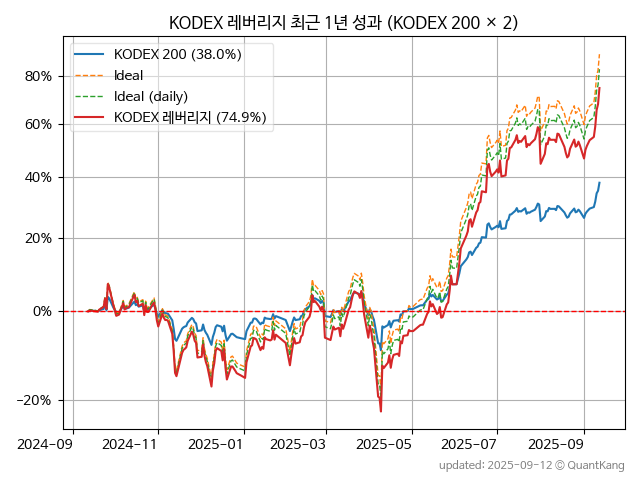 KODEX 레버리지 최근 1년 성과 (KODEX 200 × 2)
KODEX 200 (38.0%)
Ideal
Ideal (daily)
KODEX 레버리지 (74.9%)
80%
60%
40%
20%
0%
−20%
2024-09 2024-11 2025-01 2025-03 2025-05 2025-07 2025-09
updated: 2025-09-12 © QuantKang